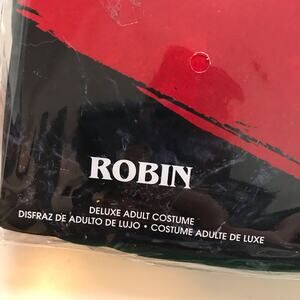 ROBIN
DELUXE ADULT COSTUME
DISFRAZ DE ADULTO DE LUJO • COSTUME ADULTE DE LUXE